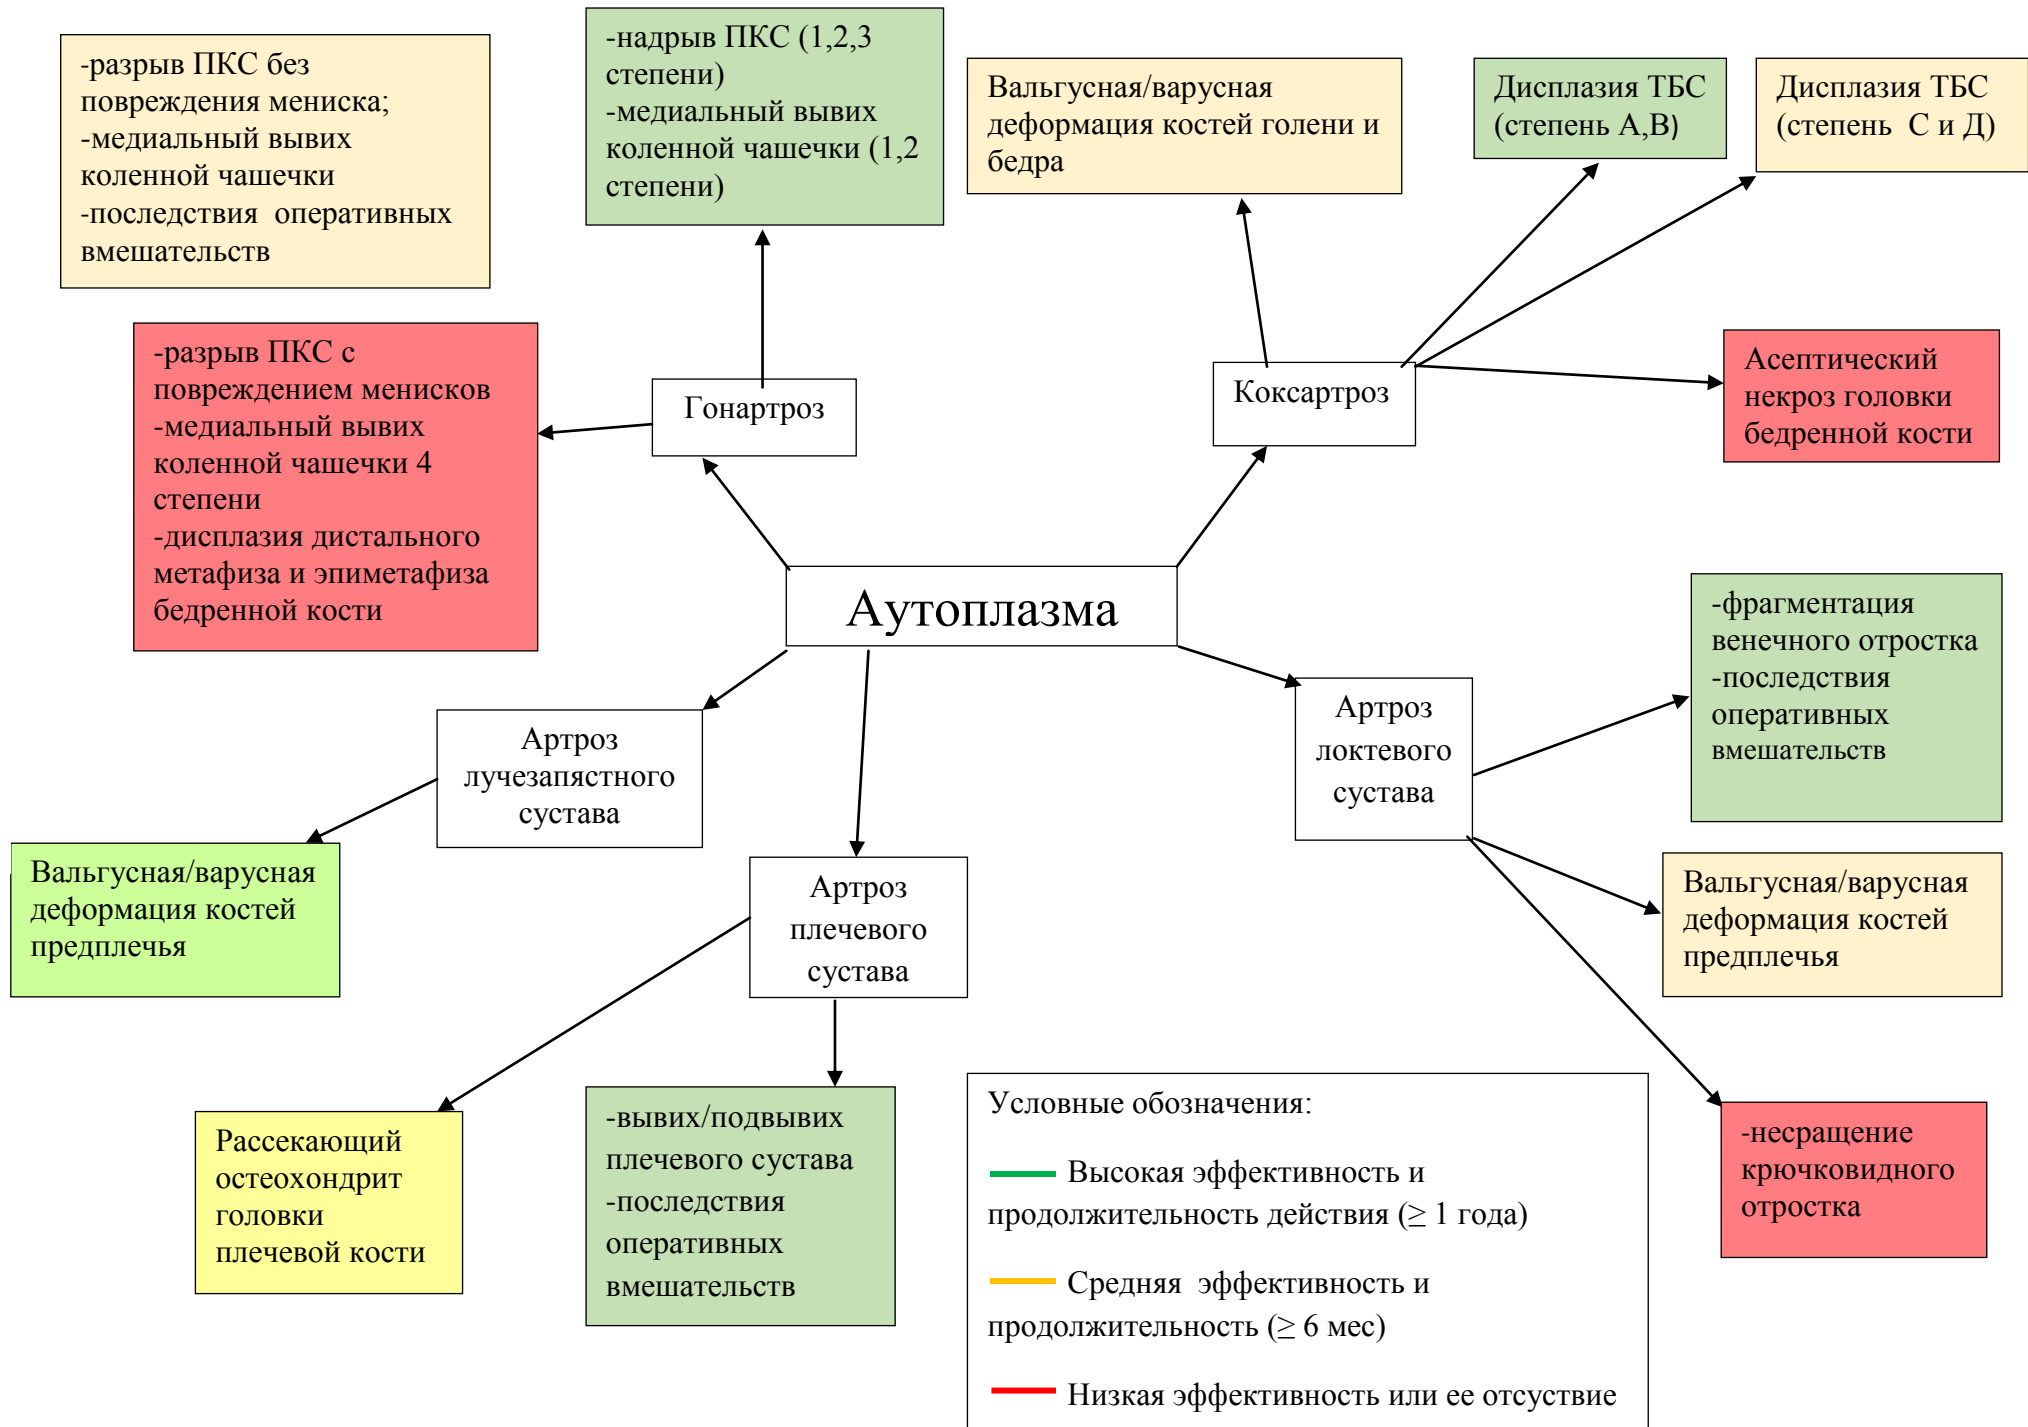 -разрыв ПКС без
повреждения мениска;
-медиальный вывих
коленной чашечки
-последствия  оперативных
вмешательств
-надрыв ПКС (1,2,3
степени)
-медиальный вывих
коленной чашечки (1,2
степени)
Вальгусная/варусная
деформация костей голени и
бедра
Дисплазия ТБС
(степень А,В)
Дисплазия ТБС
(степень  С и Д)
-разрыв ПКС с
повреждением менисков
-медиальный вывих
коленной чашечки 4
степени
-дисплазия дистального
метафиза и эпиметафиза
бедренной кости
Гонартроз
Коксартроз
Асептический
некроз головки
бедренной кости
Аутоплазма
-фрагментация
венечного отростка
-последствия
оперативных
вмешательств
Артроз
лучезапястного
сустава
Артроз
локтевого
сустава
Вальгусная/варусная
деформация костей
предплечья
Артроз
плечевого
сустава
Вальгусная/варусная
деформация костей
предплечья
Рассекающий
остеохондрит
головки
плечевой кости
-вывих/подвывих
плечевого сустава
-последствия
оперативных
вмешательств
Условные обозначения:
Высокая эффективность и
продолжительность действия (≥ 1 года)
Средняя  эффективность и
продолжительность (≥ 6 мес)
Низкая эффективность или ее отсуствие
-несращение
крючковидного
отростка